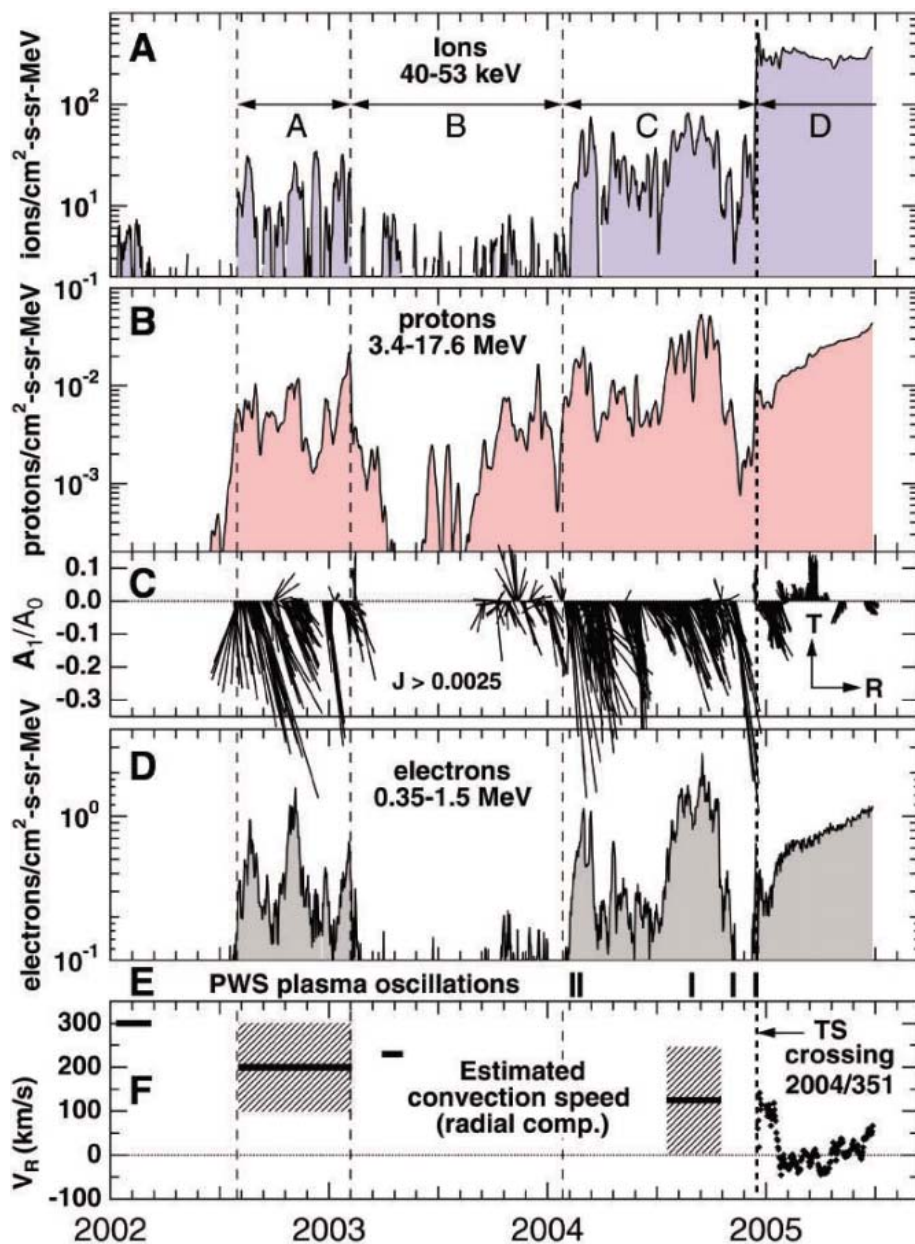 A
Ions
40-53 keV
ions/cm²-s-sr-MeV
10²
10¹
10⁻¹
A
B
C
D
B
protons
3.4-17.6 MeV
protons/cm²-s-sr-MeV
10⁻¹
10⁻²
10⁻³
C
A₁/A₀
0.1
0.0
-0.1
-0.2
-0.3
J > 0.0025
T
R
D
electrons
0.35-1.5 MeV
electrons/cm²-s-sr-MeV
10⁰
10⁻¹
E
PWS plasma oscillations
F
V_R (km/s)
300
200
100
0
-100
Estimated
convection speed
(radial comp.)
TS
crossing
2004/351
2002
2003
2004
2005